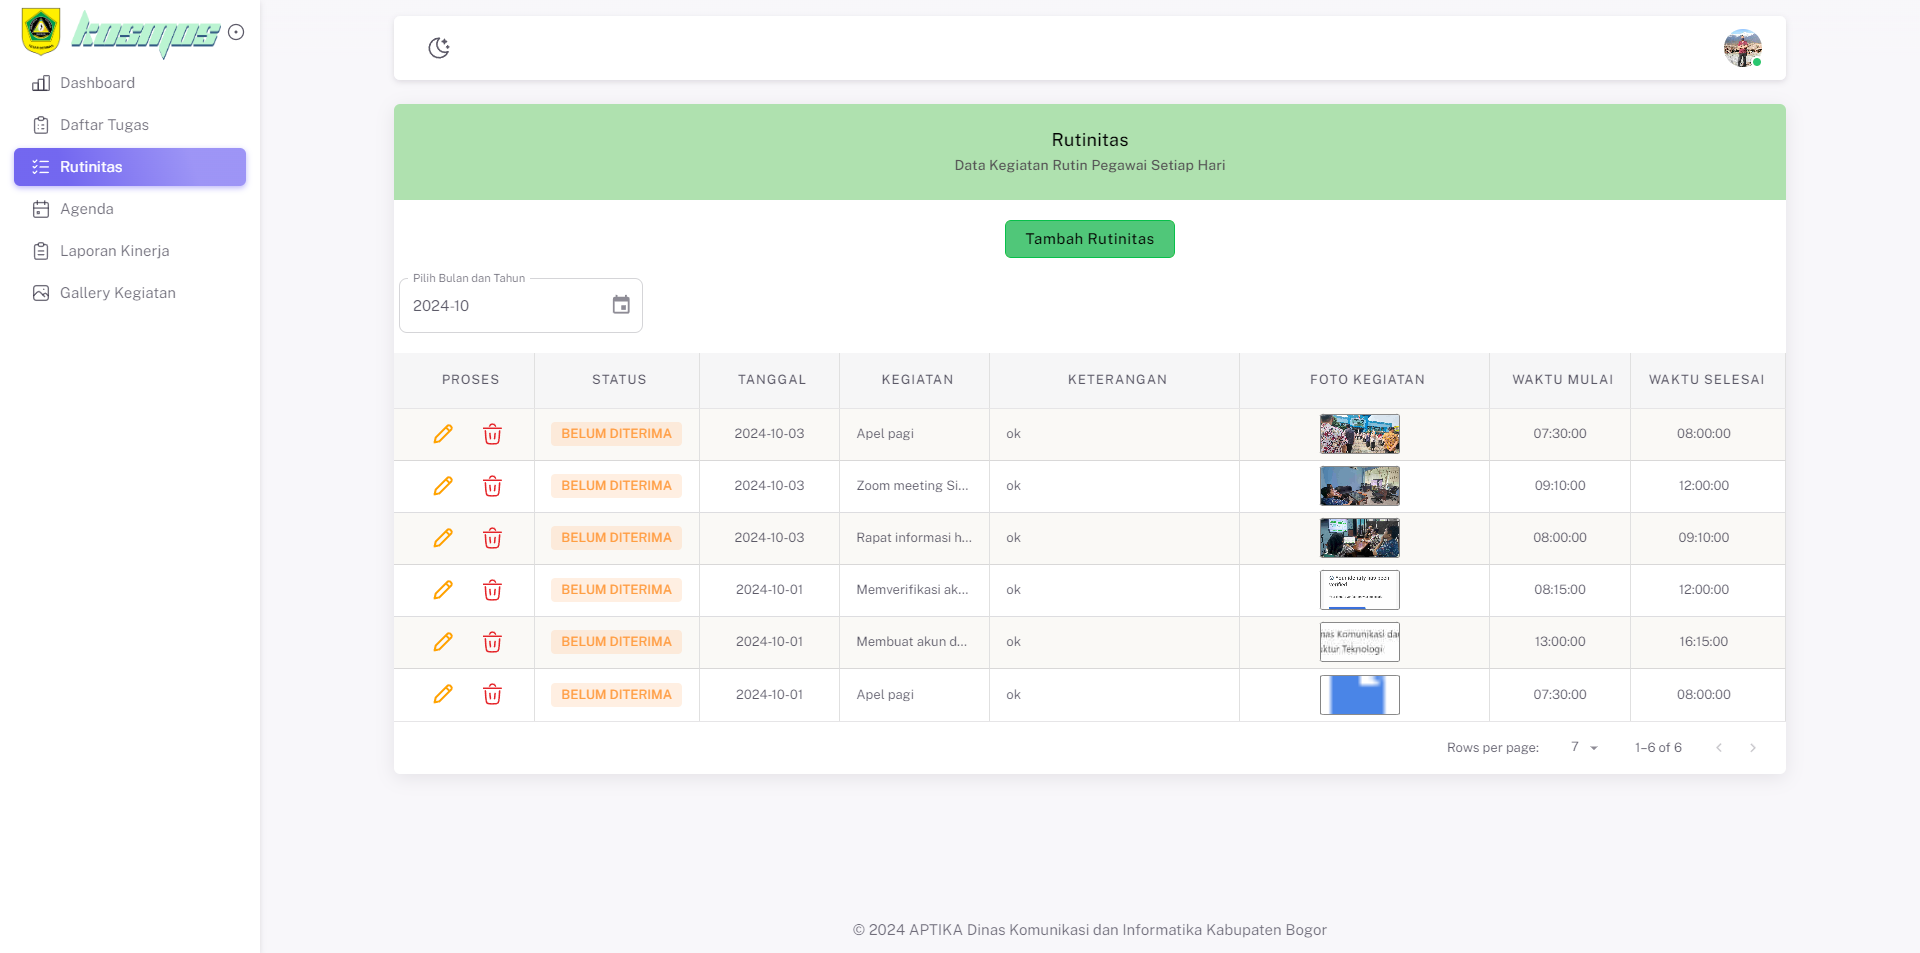 kosmos
Dashboard
Daftar Tugas
Rutinitas
Agenda
Laporan Kinerja
Gallery Kegiatan
Rutinitas
Data Kegiatan Rutin Pegawai Setiap Hari
Tambah Rutinitas
Pilih Bulan dan Tahun
2024-10
PROSES STATUS TANGGAL KEGIATAN KETERANGAN FOTO KEGIATAN WAKTU MULAI WAKTU SELESAI
BELUM DITERIMA 2024-10-03 Apel pagi ok 07:30:00 08:00:00
BELUM DITERIMA 2024-10-03 Zoom meeting Si... ok 09:10:00 12:00:00
BELUM DITERIMA 2024-10-03 Rapat informasi h... ok 08:00:00 09:10:00
BELUM DITERIMA 2024-10-01 Memverifikasi ak... ok 08:15:00 12:00:00
BELUM DITERIMA 2024-10-01 Membuat akun d... ok nas Komunikasi dan 13:00:00 16:15:00
uktur Teknologi
BELUM DITERIMA 2024-10-01 Apel pagi ok 07:30:00 08:00:00
Rows per page: 7 1–6 of 6
© 2024 APTIKA Dinas Komunikasi dan Informatika Kabupaten Bogor